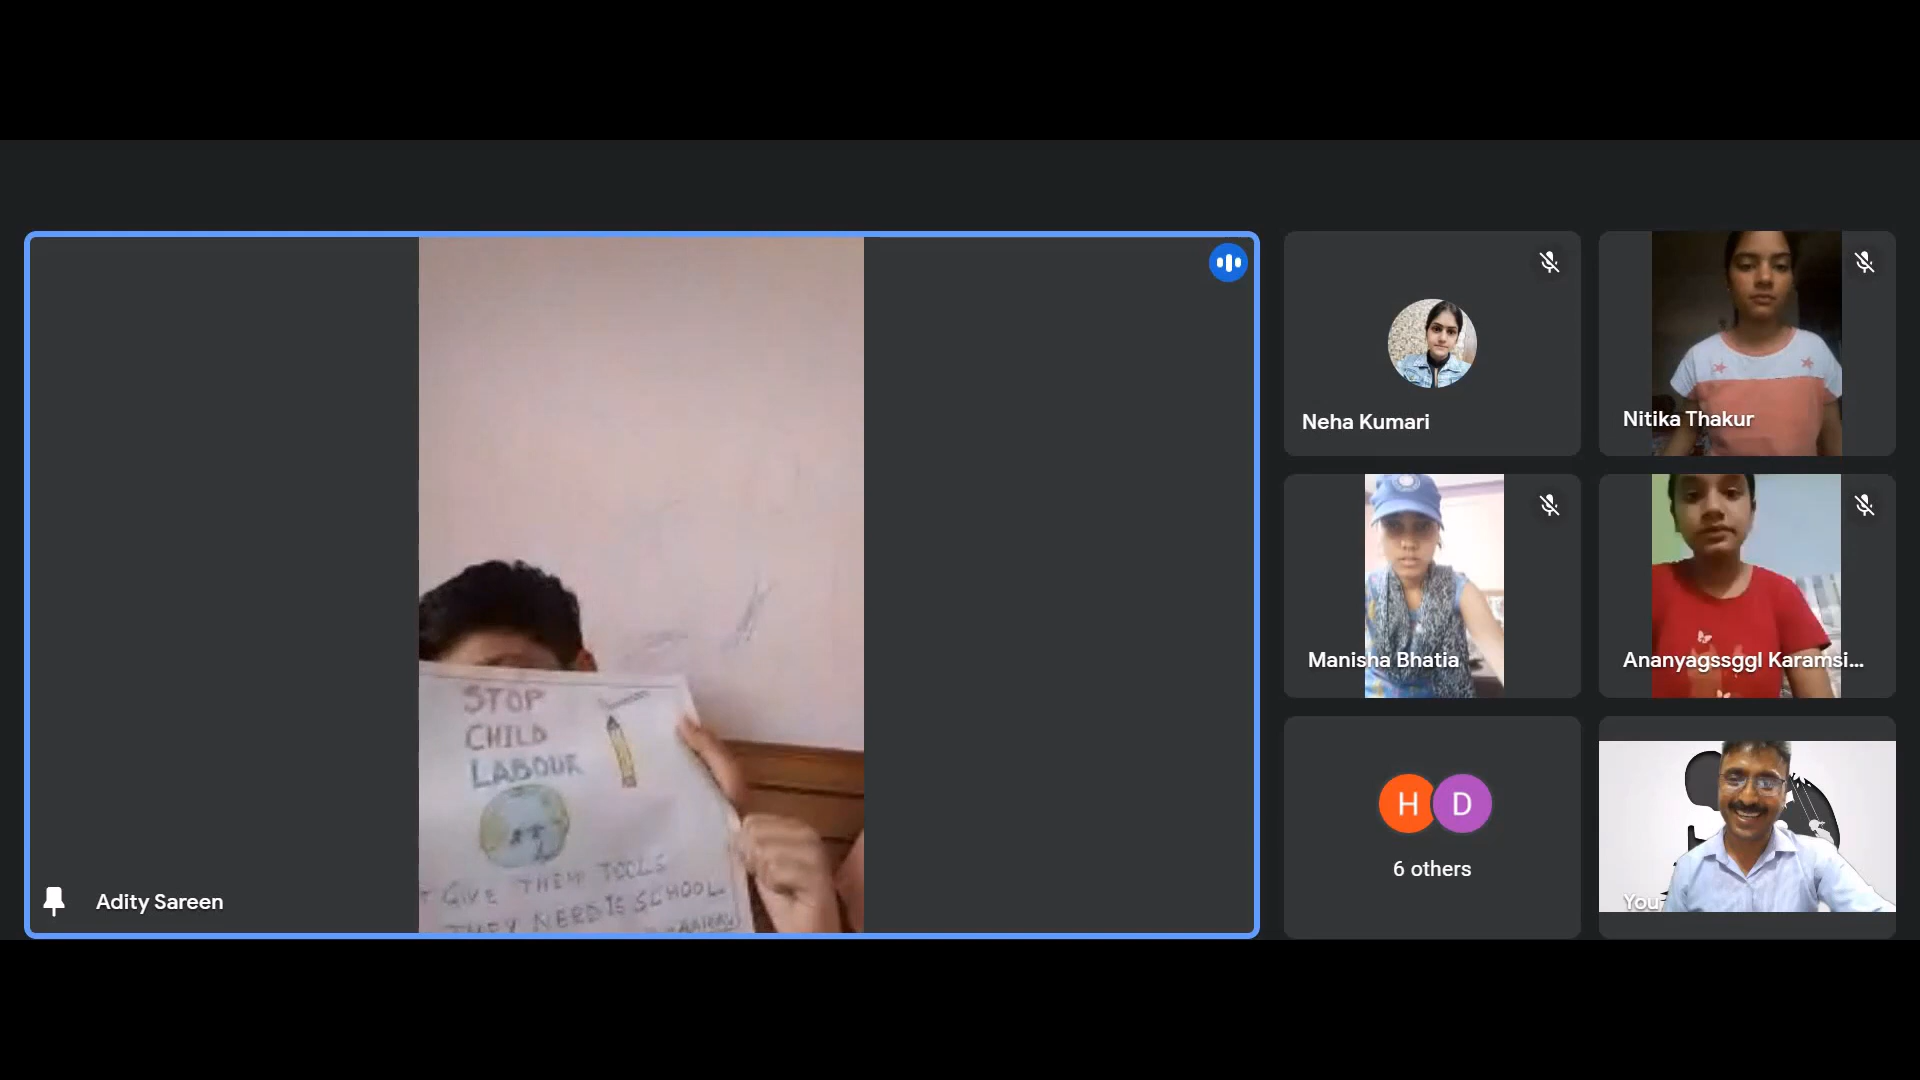 STOP
CHILD
LABOUR
GIVE THEM TOOLS
THEY NEED IS SCHOOL
Adity Sareen
Neha Kumari
Nitika Thakur
Manisha Bhatia
Ananyagssggl Karamsi...
H D
6 others
You